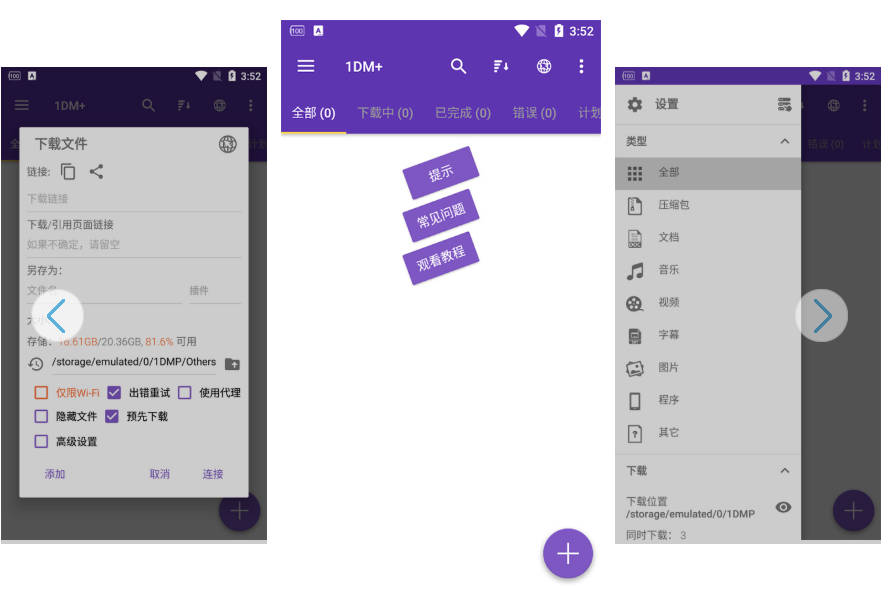 100 A 3:52
1DM+
全
计划
下载文件
链接:
下载链接
下载/引用页面链接
如果不确定，请留空
另存为:
文件名
插件
存储: 16.61GB/20.36GB, 81.6% 可用
/storage/emulated/0/1DMP/Others
仅限Wi-Fi 出错重试 使用代理
隐藏文件 预先下载
高级设置
添加 取消 连接
100 A 3:52
1DM+
全部 (0) 下载中 (0) 已完成 (0) 错误 (0) 计划
提示
常见问题
观看教程
100 A 3:52
设置
错误 (0) 计划
类型
全部
压缩包
文档
音乐
视频
字幕
图片
程序
其它
下载
下载位置
/storage/emulated/0/1DMP
同时下载： 3